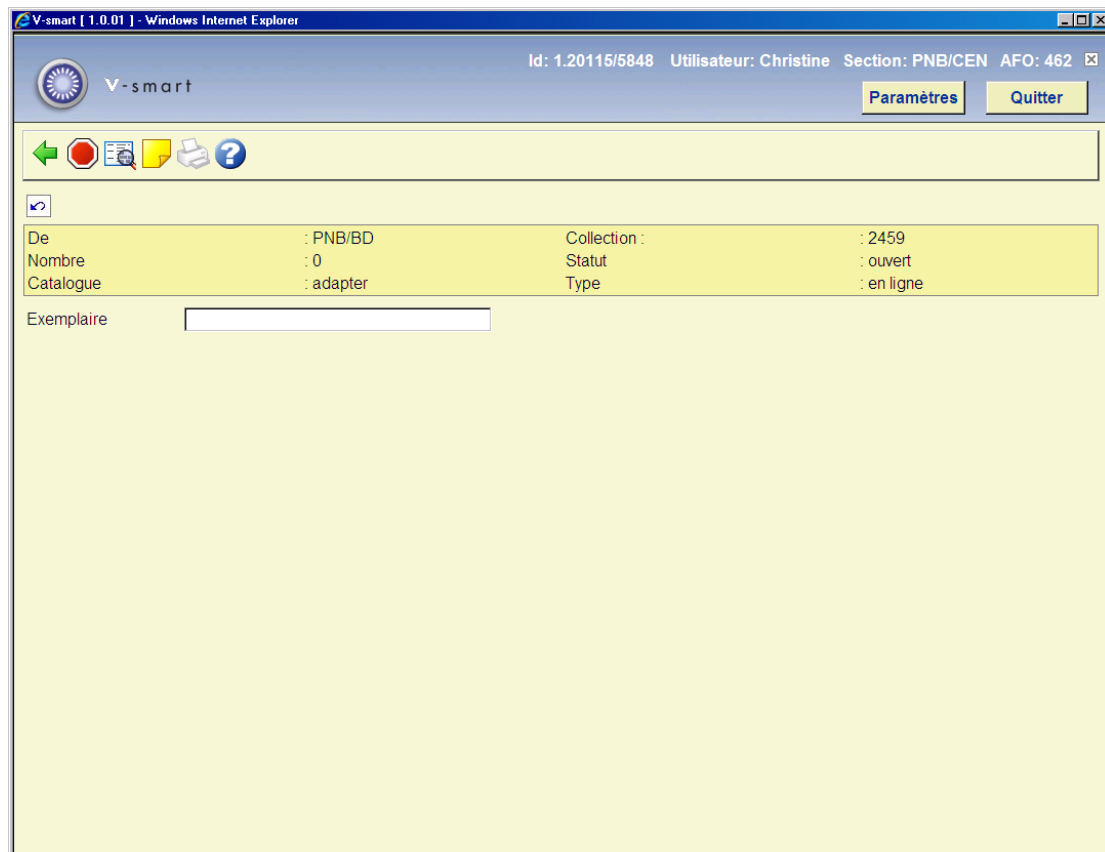 V-smart [ 1.0.01 ] - Windows Internet Explorer
Id: 1.20115/5848 Utilisateur: Christine Section: PNB/CEN AFO: 462
V-smart
Paramètres Quitter
De : PNB/BD Collection : : 2459
Nombre : 0 Statut : ouvert
Catalogue : adapter Type : en ligne
Exemplaire